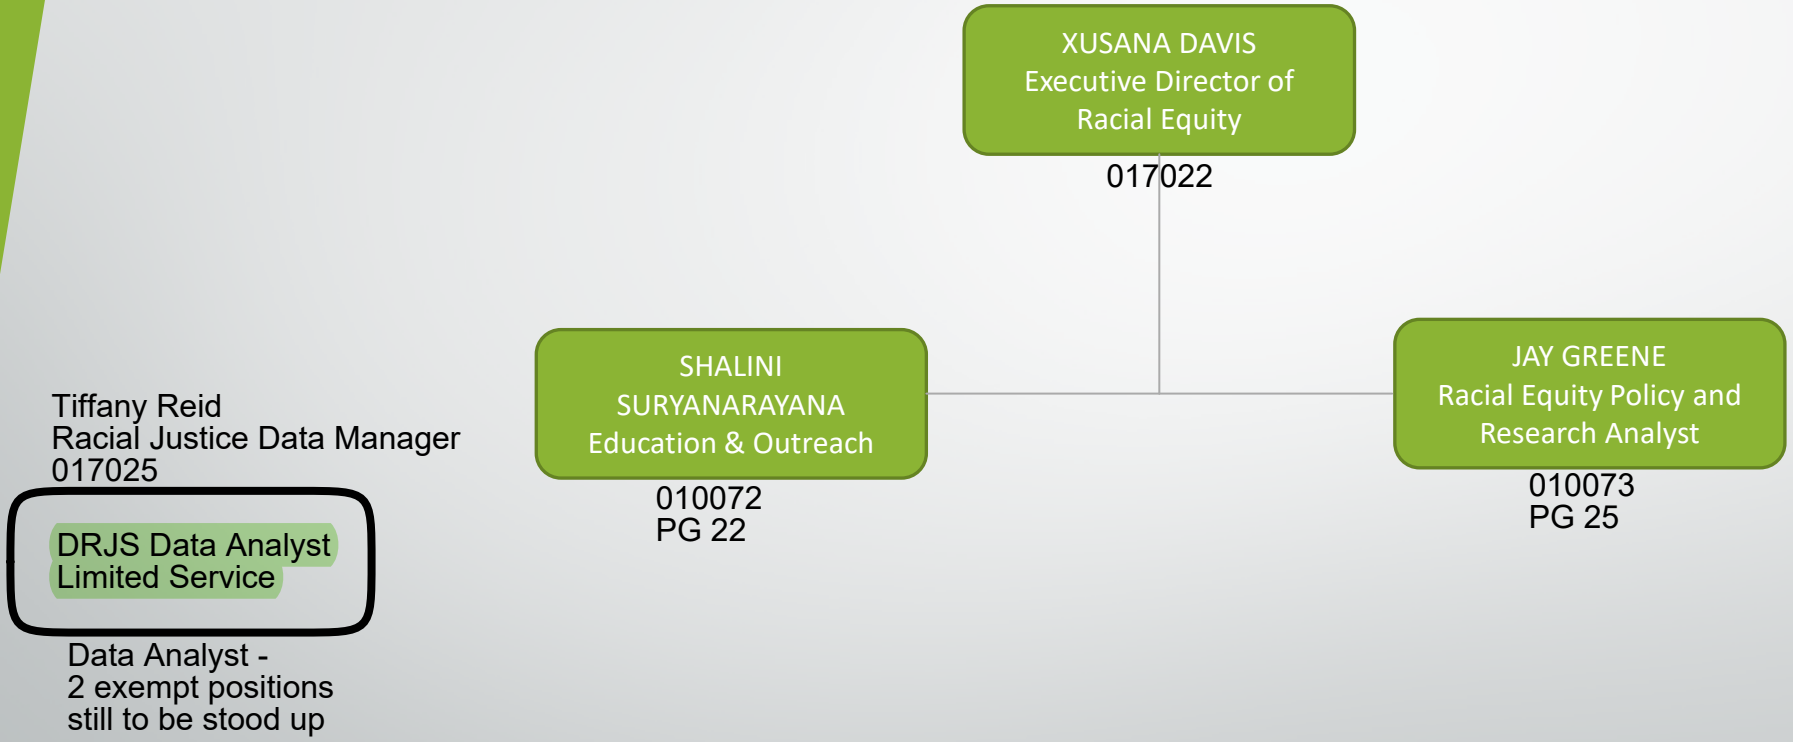 XUSANA DAVIS
Executive Director of
Racial Equity
017022
SHALINI
SURYANARAYANA
Education & Outreach
010072
PG 22
JAY GREENE
Racial Equity Policy and
Research Analyst
010073
PG 25
Tiffany Reid
Racial Justice Data Manager
017025
DRJS Data Analyst
Limited Service
Data Analyst -
2 exempt positions
still to be stood up